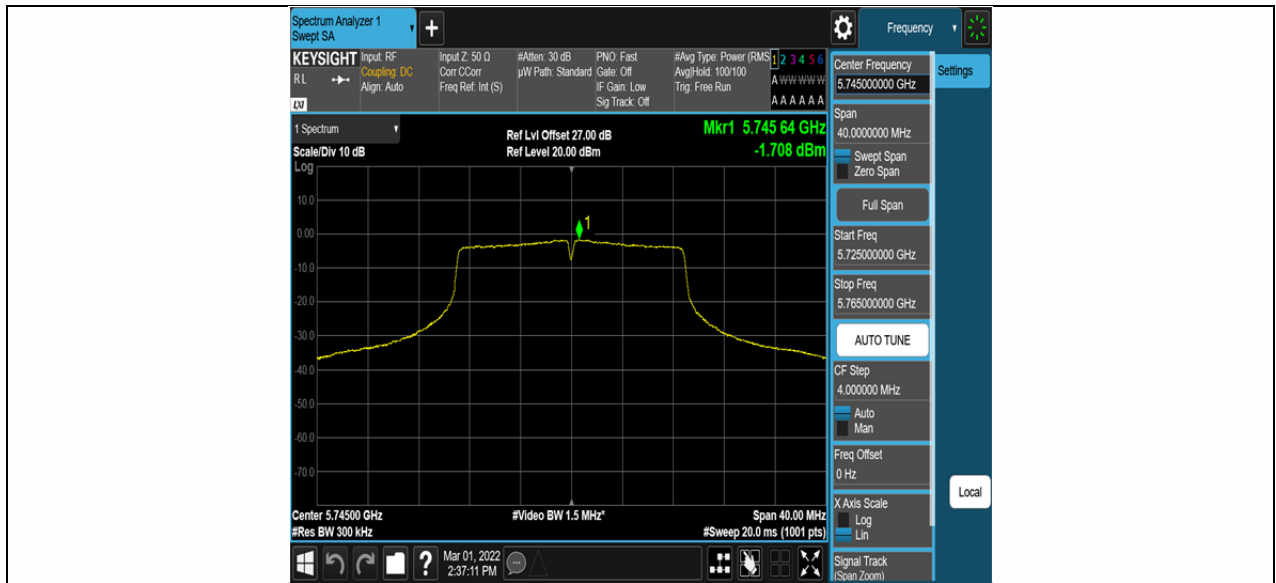 Spectrum Analyzer 1
Swept SA
Frequency
KEYSIGHT
RL
LXI
Input: RF
Coupling: DC
Align: Auto
Input Z: 50 Ω
Corr CCorr
Freq Ref: Int (S)
#Atten: 30 dB
µW Path: Standard
PNO: Fast
Gate: Off
IF Gain: Low
Sig Track: Off
#Avg Type: Power (RMS
Avg|Hold: 100/100
Trig: Free Run
1 2 3 4 5 6
A W W W W W
A A A A A A
1 Spectrum
Scale/Div 10 dB
Log
Ref Lvl Offset 27.00 dB
Ref Level 20.00 dBm
Mkr1 5.745 64 GHz
-1.708 dBm
1
10.0
0.00
-10.0
-20.0
-30.0
-40.0
-50.0
-60.0
-70.0
Center 5.74500 GHz
#Res BW 300 kHz
#Video BW 1.5 MHz*
Span 40.00 MHz
#Sweep 20.0 ms (1001 pts)
Mar 01, 2022
2:37:11 PM
?
Center Frequency
5.745000000 GHz
Span
40.0000000 MHz
Swept Span
Zero Span
Full Span
Start Freq
5.725000000 GHz
Stop Freq
5.765000000 GHz
AUTO TUNE
CF Step
4.000000 MHz
Auto
Man
Freq Offset
0 Hz
X Axis Scale
Log
Lin
Signal Track
(Span Zoom)
Settings
Local